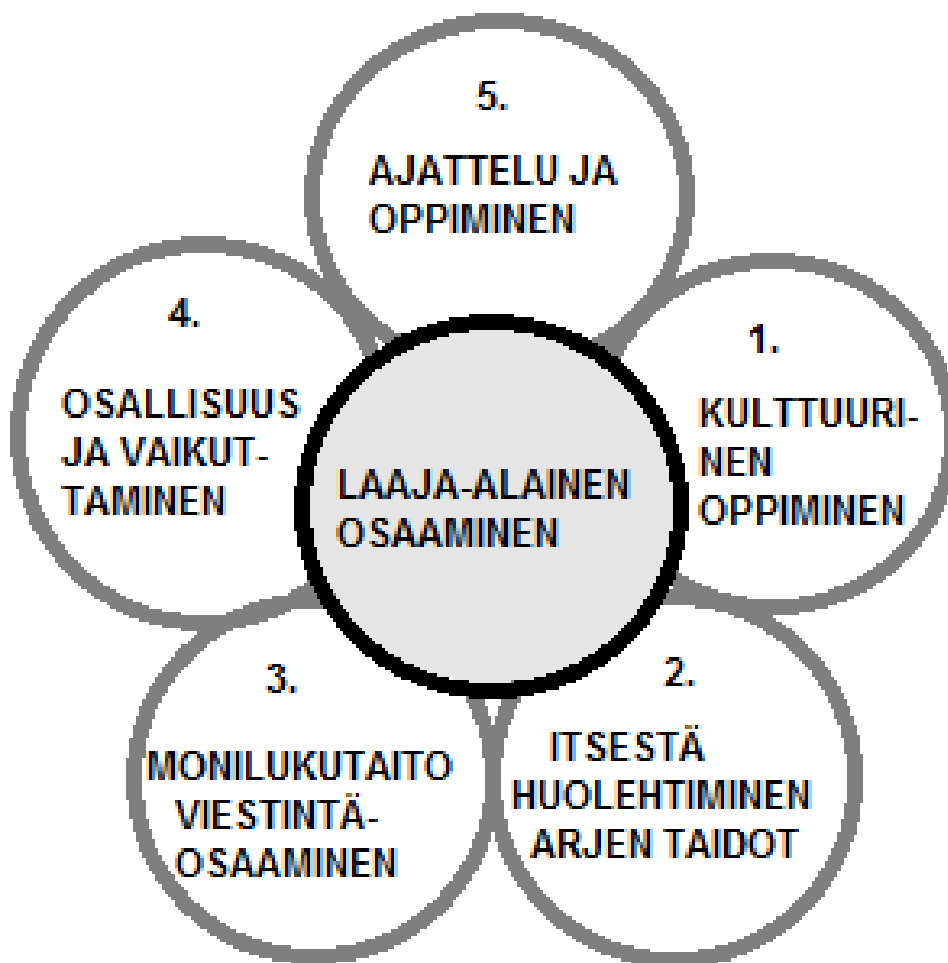 5.
AJATTELU JA
OPPIMINEN
4.
OSALLISUUS
JA VAIKUT-
TAMINEN
1.
KULTTUURI-
NEN
OPPIMINEN
LAAJA-ALAINEN
OSAAMINEN
3.
MONILUKUTAITO
VIESTINTÄ-
OSAAMINEN
2.
ITSESTÄ
HUOLEHTIMINEN
ARJEN TAIDOT